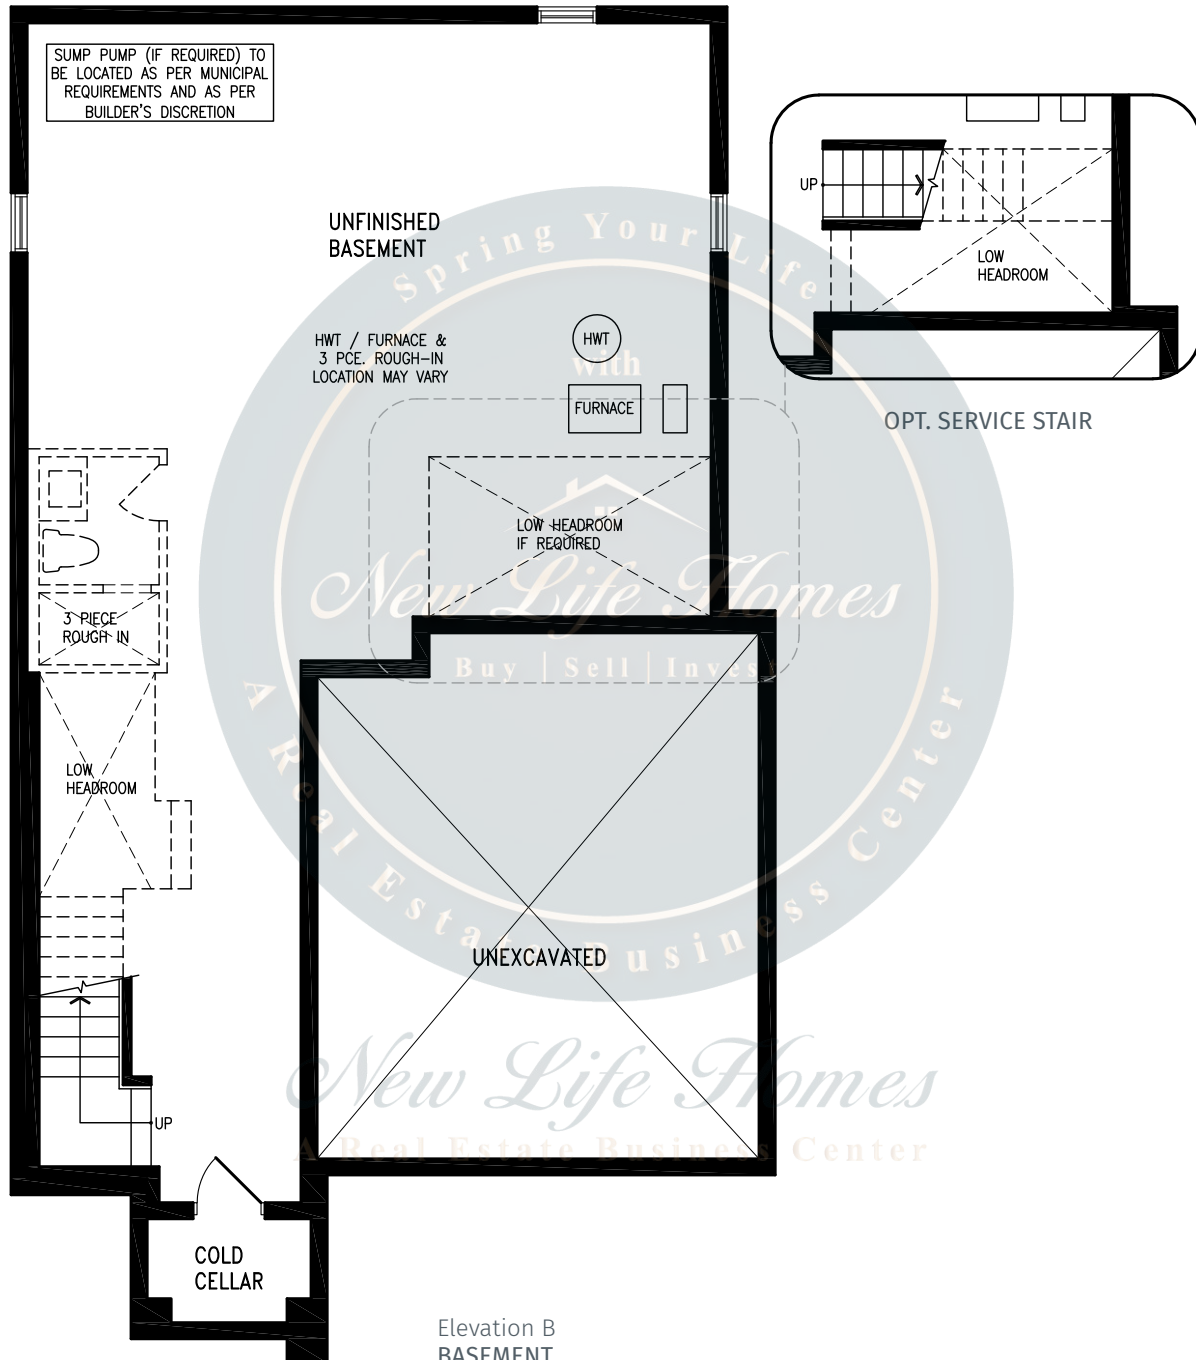 SUMP PUMP (IF REQUIRED) TO
BE LOCATED AS PER MUNICIPAL
REQUIREMENTS AND AS PER
BUILDER'S DISCRETION
UP
LOW
HEADROOM
OPT. SERVICE STAIR
UNFINISHED
BASEMENT
Spring Your Life
with
HWT / FURNACE &
3 PCE. ROUGH-IN
LOCATION MAY VARY
HWT
FURNACE
LOW HEADROOM
IF REQUIRED
New Life Homes
Buy | Sell | Invest
3 PIECE
ROUGH IN
LOW
HEADROOM
A Real Estate Business Center
UNEXCAVATED
New Life Homes
A Real Estate Business Center
UP
COLD
CELLAR
Elevation B
BASEMENT